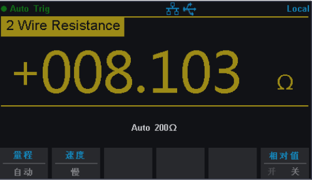 Auto Trig Local
2 Wire Resistance
+008.103 Ω
Auto 200Ω
量程 速度 相对值
自动 慢 开 关